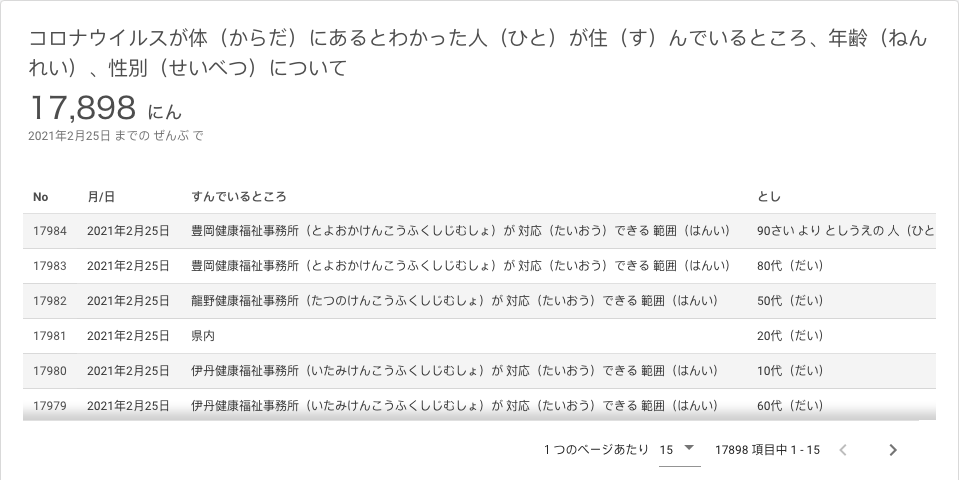 コロナウイルスが体（からだ）にあるとわかった人（ひと）が住（す）んでいるところ、年齢（ねん
れい）、性別（せいべつ）について
17,898 にん
2021年2月25日 までの ぜんぶ で
No 月/日 すんでいるところ とし
17984 2021年2月25日 豊岡健康福祉事務所（とよおかけんこうふくしじむしょ）が 対応（たいおう）できる 範囲（はんい） 90さい より としうえの 人（ひと
17983 2021年2月25日 豊岡健康福祉事務所（とよおかけんこうふくしじむしょ）が 対応（たいおう）できる 範囲（はんい） 80代（だい）
17982 2021年2月25日 龍野健康福祉事務所（たつのけんこうふくしじむしょ）が 対応（たいおう）できる 範囲（はんい） 50代（だい）
17981 2021年2月25日 県内 20代（だい）
17980 2021年2月25日 伊丹健康福祉事務所（いたみけんこうふくしじむしょ）が 対応（たいおう）できる 範囲（はんい） 10代（だい）
17979 2021年2月25日 伊丹健康福祉事務所（いたみけんこうふくしじむしょ）が 対応（たいおう）できる 範囲（はんい） 60代（だい）
1 つのページあたり 15 17898 項目中 1 - 15